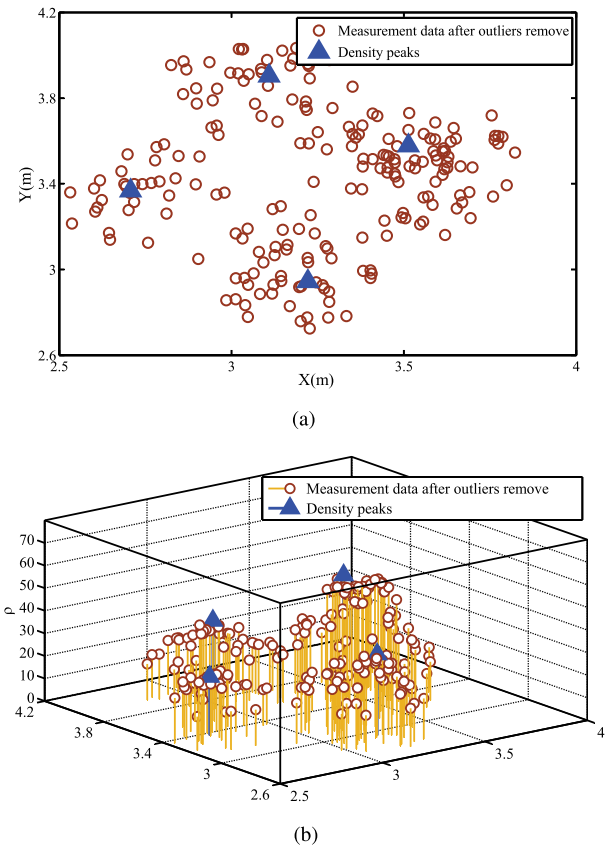 4.2
Measurement data after outliers remove
Density peaks
3.8
Y(m)
3.4
3
2.6
2.5
3
3.5
4
X(m)
(a)
Measurement data after outliers remove
Density peaks
70
60
50
40
30
20
10
0
ρ
4.2
3.8
3.4
3
2.6
2.5
3
3.5
4
(b)